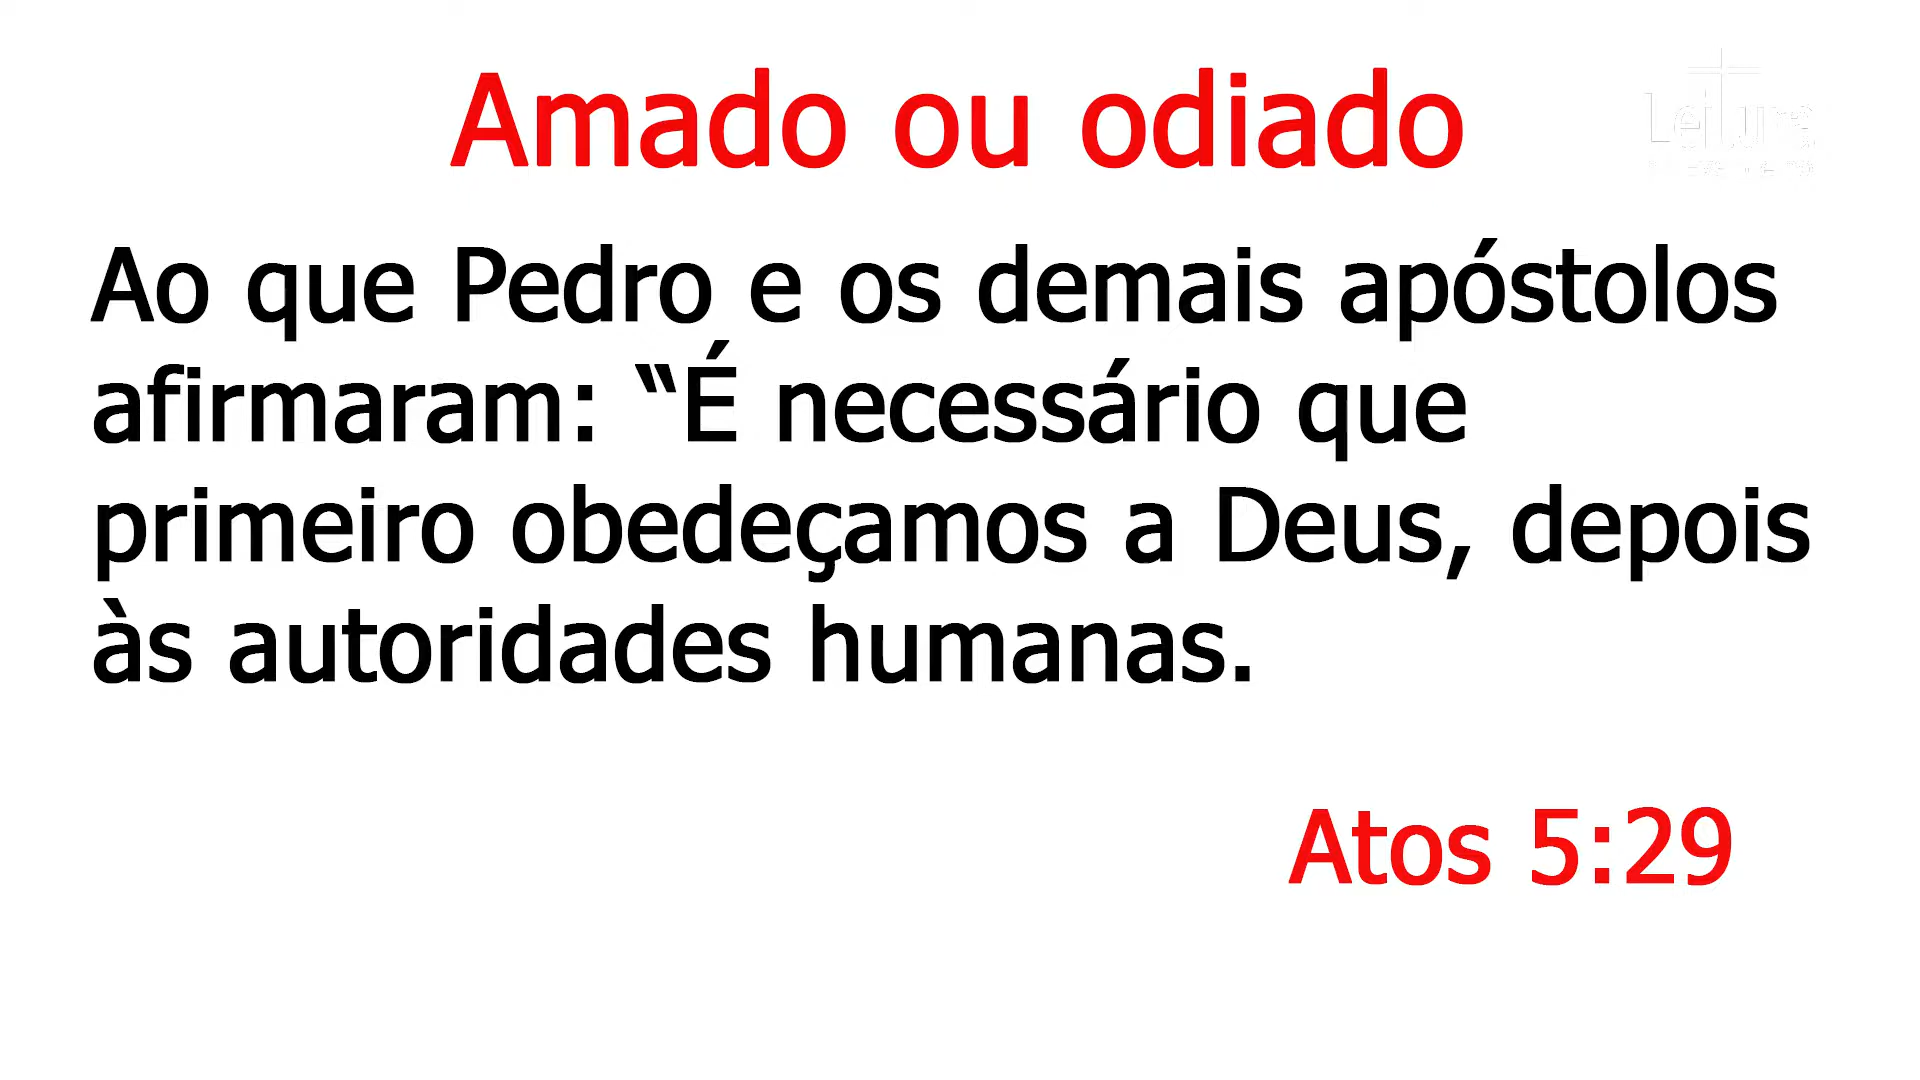 Amado ou odiado
Leitura
Ao que Pedro e os demais apóstolos
afirmaram: “É necessário que
primeiro obedeçamos a Deus, depois
às autoridades humanas.
Atos 5:29